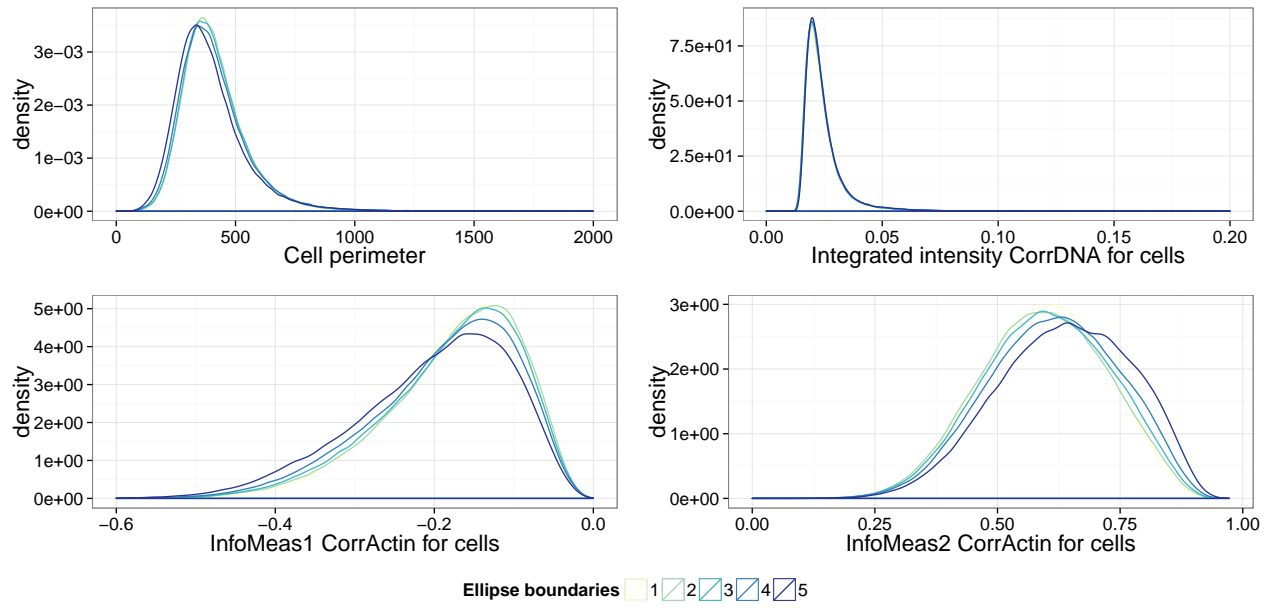 density
3e−03
2e−03
1e−03
0e+00
0 500 1000 1500 2000
Cell perimeter
density
7.5e+01
5.0e+01
2.5e+01
0.0e+00
0.00 0.05 0.10 0.15 0.20
Integrated intensity CorrDNA for cells
density
5e+00
4e+00
3e+00
2e+00
1e+00
0e+00
−0.6 −0.4 −0.2 0.0
InfoMeas1 CorrActin for cells
density
3e+00
2e+00
1e+00
0e+00
0.00 0.25 0.50 0.75 1.00
InfoMeas2 CorrActin for cells
Ellipse boundaries 1 2 3 4 5